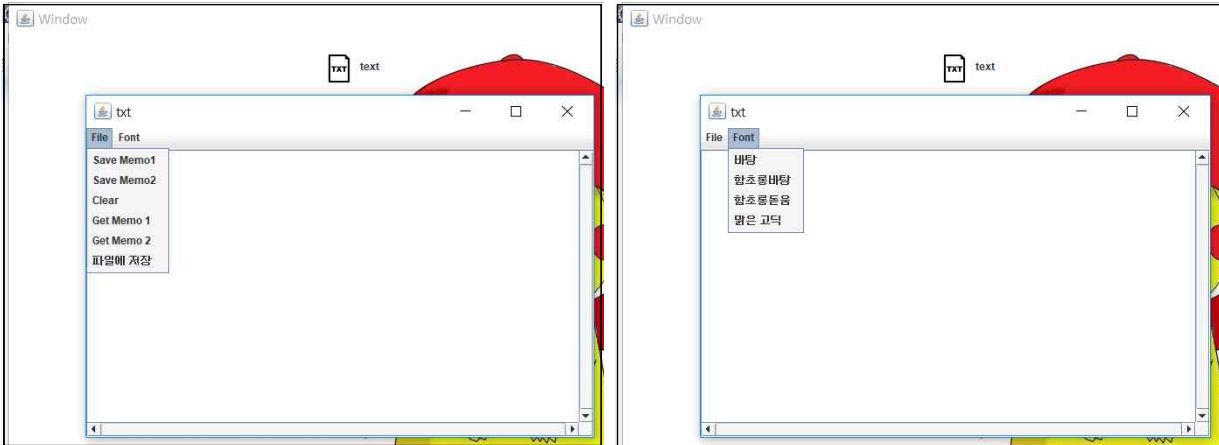 Window
TXT text
txt
File Font
Save Memo1
Save Memo2
Clear
Get Memo 1
Get Memo 2
파일에 저장
Window
TXT text
txt
File Font
바탕
함초롱바탕
함초롱돋움
맑은 고딕